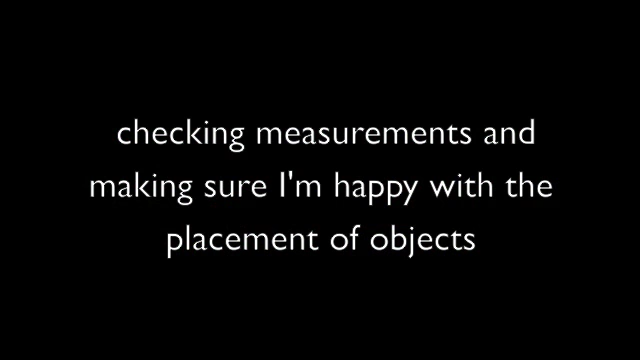 checking measurements and
making sure I'm happy with the
placement of objects